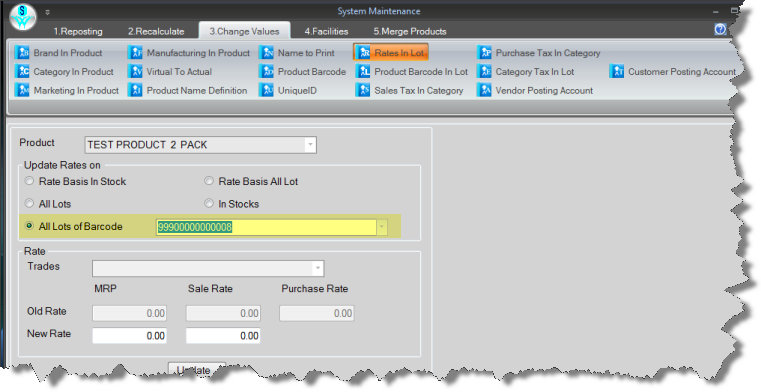 System Maintenance
1.Reposting 2.Recalculate 3.Change Values 4.Facilities 5.Merge Products
Brand In Product Manufacturing In Product Name to Print Rates In Lot Purchase Tax In Category
Category In Product Virtual To Actual Product Barcode Product Barcode In Lot Category Tax In Lot Customer Posting Account
Marketing In Product Product Name Definition UniqueID Sales Tax In Category Vendor Posting Account
Product TEST PRODUCT 2 PACK
Update Rates on
Rate Basis In Stock Rate Basis All Lot
All Lots In Stocks
All Lots of Barcode 99900000000008
Rate
Trades
MRP Sale Rate Purchase Rate
Old Rate 0.00 0.00 0.00
New Rate 0.00 0.00
Update